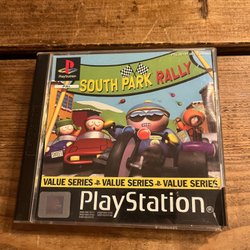 PlayStation
SOUTH PARK RALLY
VALUE SERIES VALUE SERIES VALUE SERIES
PlayStation